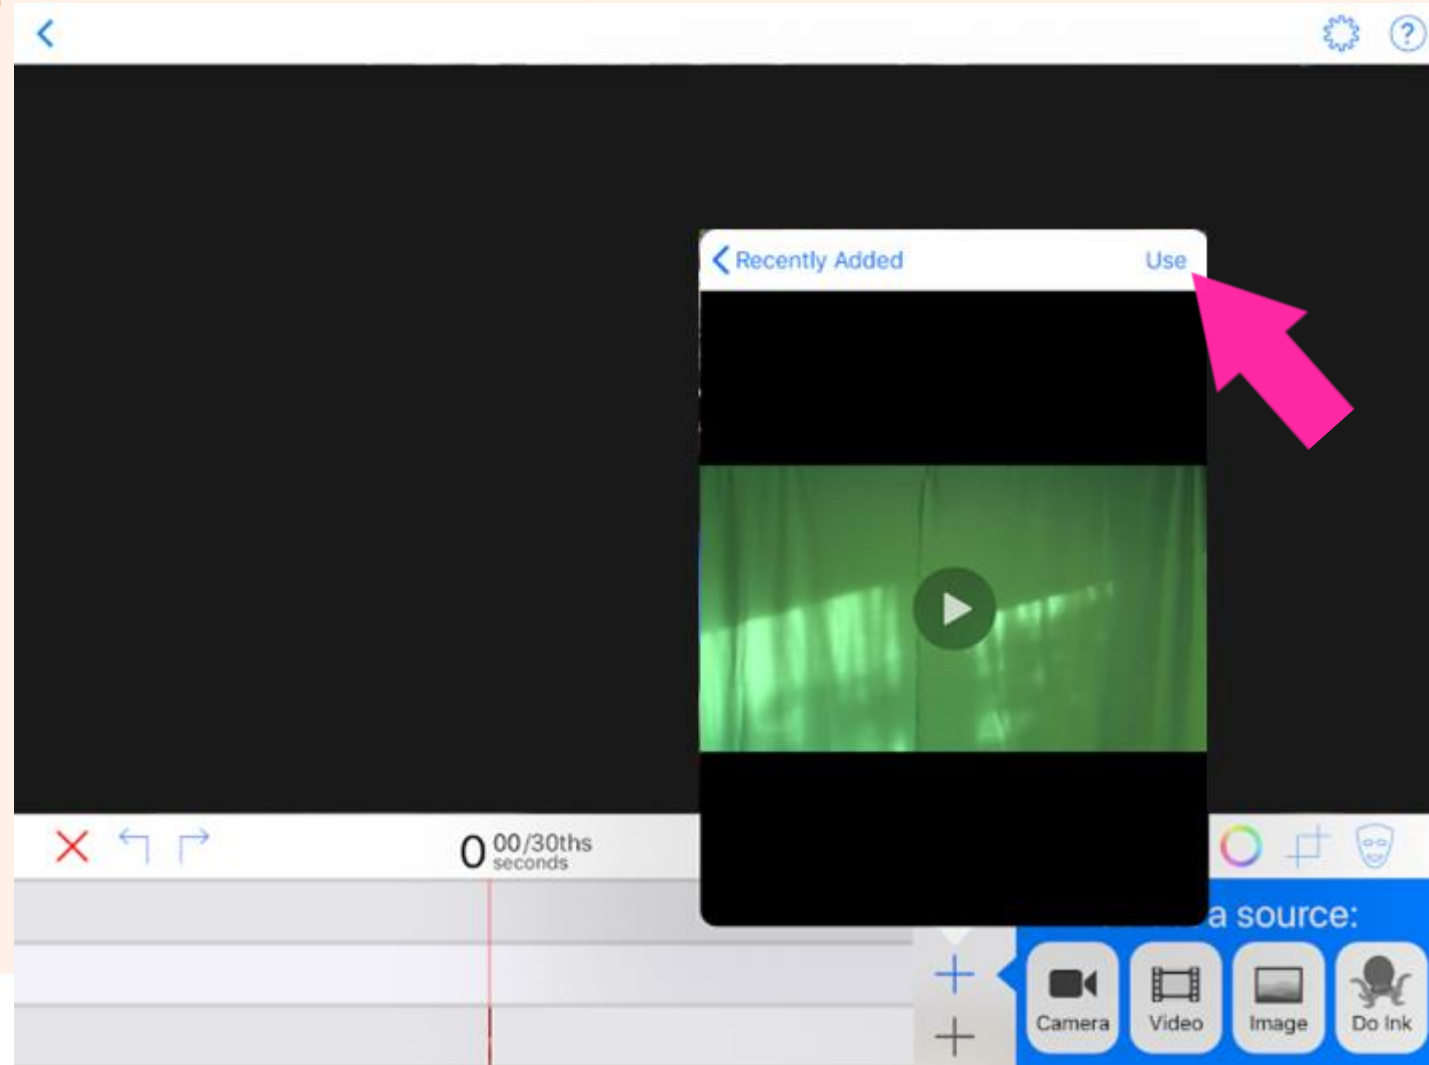 ?
Recently Added
Use
0 00/30ths
seconds
a source:
Camera
Video
Image
Do Ink